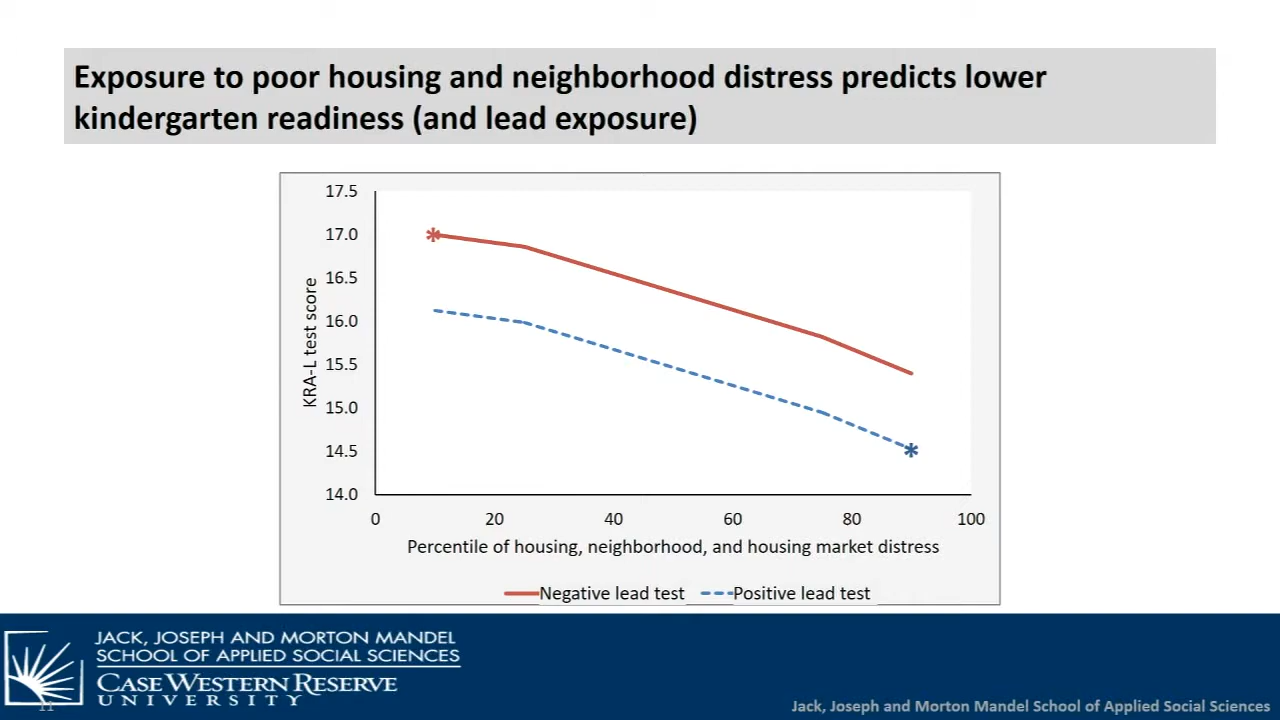 Exposure to poor housing and neighborhood distress predicts lower
kindergarten readiness (and lead exposure)
17.5
17.0
16.5
16.0
15.5
15.0
14.5
14.0
KRA-L test score
0 20 40 60 80 100
Percentile of housing, neighborhood, and housing market distress
Negative lead test Positive lead test
JACK, JOSEPH AND MORTON MANDEL
SCHOOL OF APPLIED SOCIAL SCIENCES
CASE WESTERN RESERVE
UNIVERSITY
11
Jack, Joseph and Morton Mandel School of Applied Social Sciences